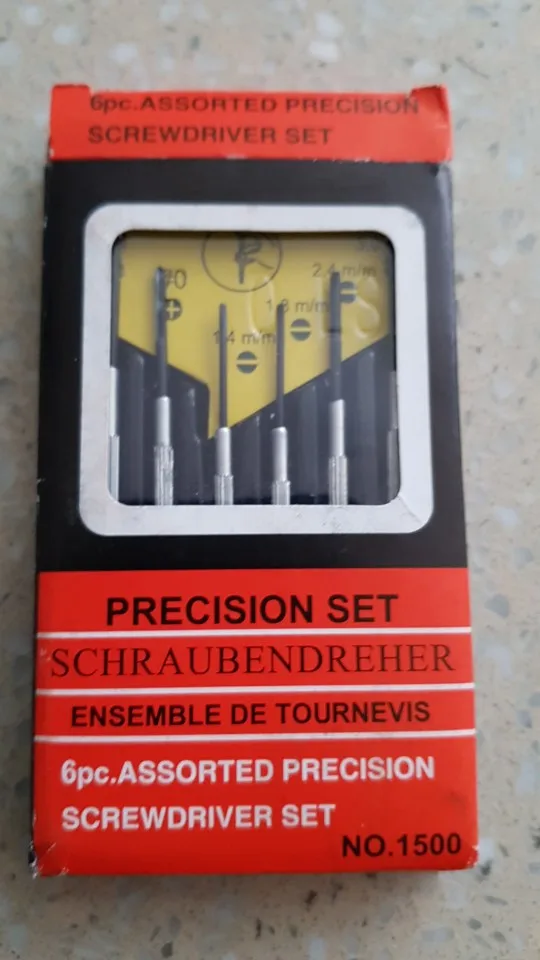 6pc.ASSORTED PRECISION
SCREWDRIVER SET
2.4 m/m
1.8 m/m
1.4 m/m
PRECISION SET
SCHRAUBENDREHER
ENSEMBLE DE TOURNEVIS
6pc.ASSORTED PRECISION
SCREWDRIVER SET
NO.1500